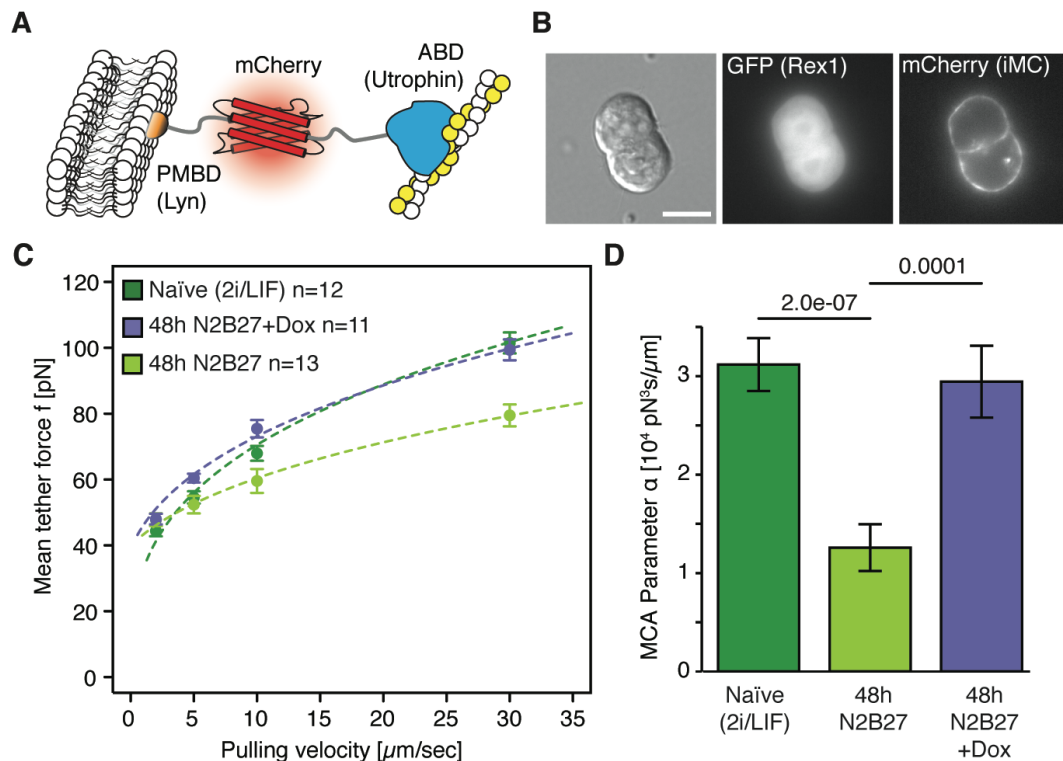 A
mCherry
ABD
(Utrophin)
PMBD
(Lyn)
B
GFP (Rex1)
mCherry (iMC)
C
Mean tether force f [pN]
120
100
80
60
40
20
0
Naïve (2i/LIF) n=12
48h N2B27+Dox n=11
48h N2B27 n=13
0 5 10 15 20 25 30 35
Pulling velocity [µm/sec]
D
0.0001
2.0e-07
MCA Parameter α [10⁴ pN³s/µm]
3
2
1
0
Naïve
(2i/LIF)
48h
N2B27
48h
N2B27
+Dox